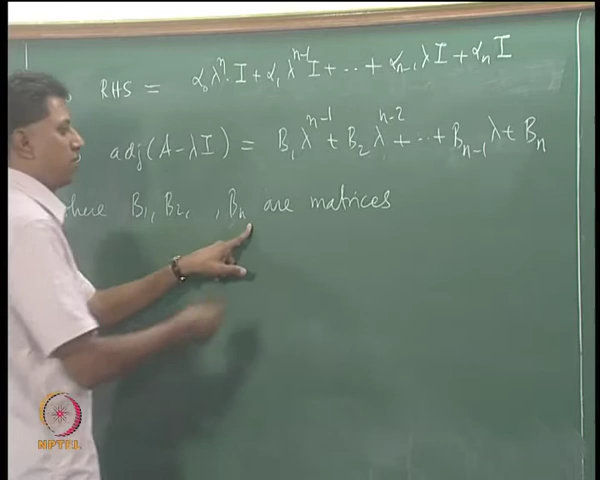 RHS = α₀λⁿ·I + α₁λⁿ⁻¹I + ··· + αₙ₋₁λI + αₙI
adj(A-λI) = B₁λⁿ⁻¹ + B₂λⁿ⁻² + ··· + Bₙ₋₁λ + Bₙ
here B₁, B₂, , Bₙ are matrices
NPTEL